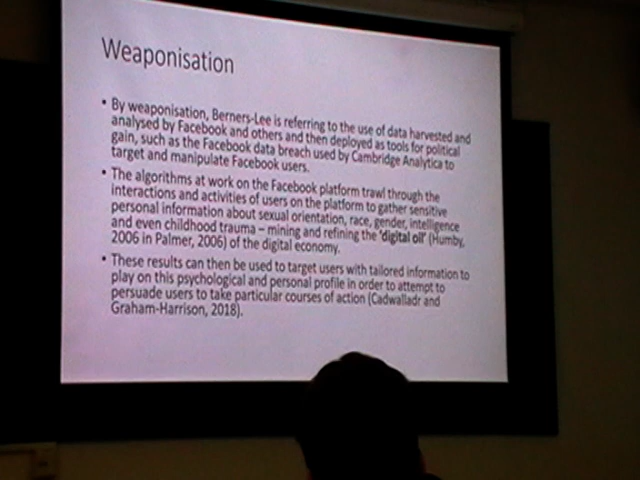 Weaponisation
• By weaponisation, Berners-Lee is referring to the use of data harvested and
analysed by Facebook and others and then deployed as tools for political
gain, such as the Facebook data breach used by Cambridge Analytica to
target and manipulate Facebook users.
• The algorithms at work on the Facebook platform trawl through the
interactions and activities of users on the platform to gather sensitive
personal information about sexual orientation, race, gender, intelligence
and even childhood trauma – mining and refining the 'digital oil' (Humby,
2006 in Palmer, 2006) of the digital economy.
• These results can then be used to target users with tailored information to
play on this psychological and personal profile in order to attempt to
persuade users to take particular courses of action (Cadwalladr and
Graham-Harrison, 2018).